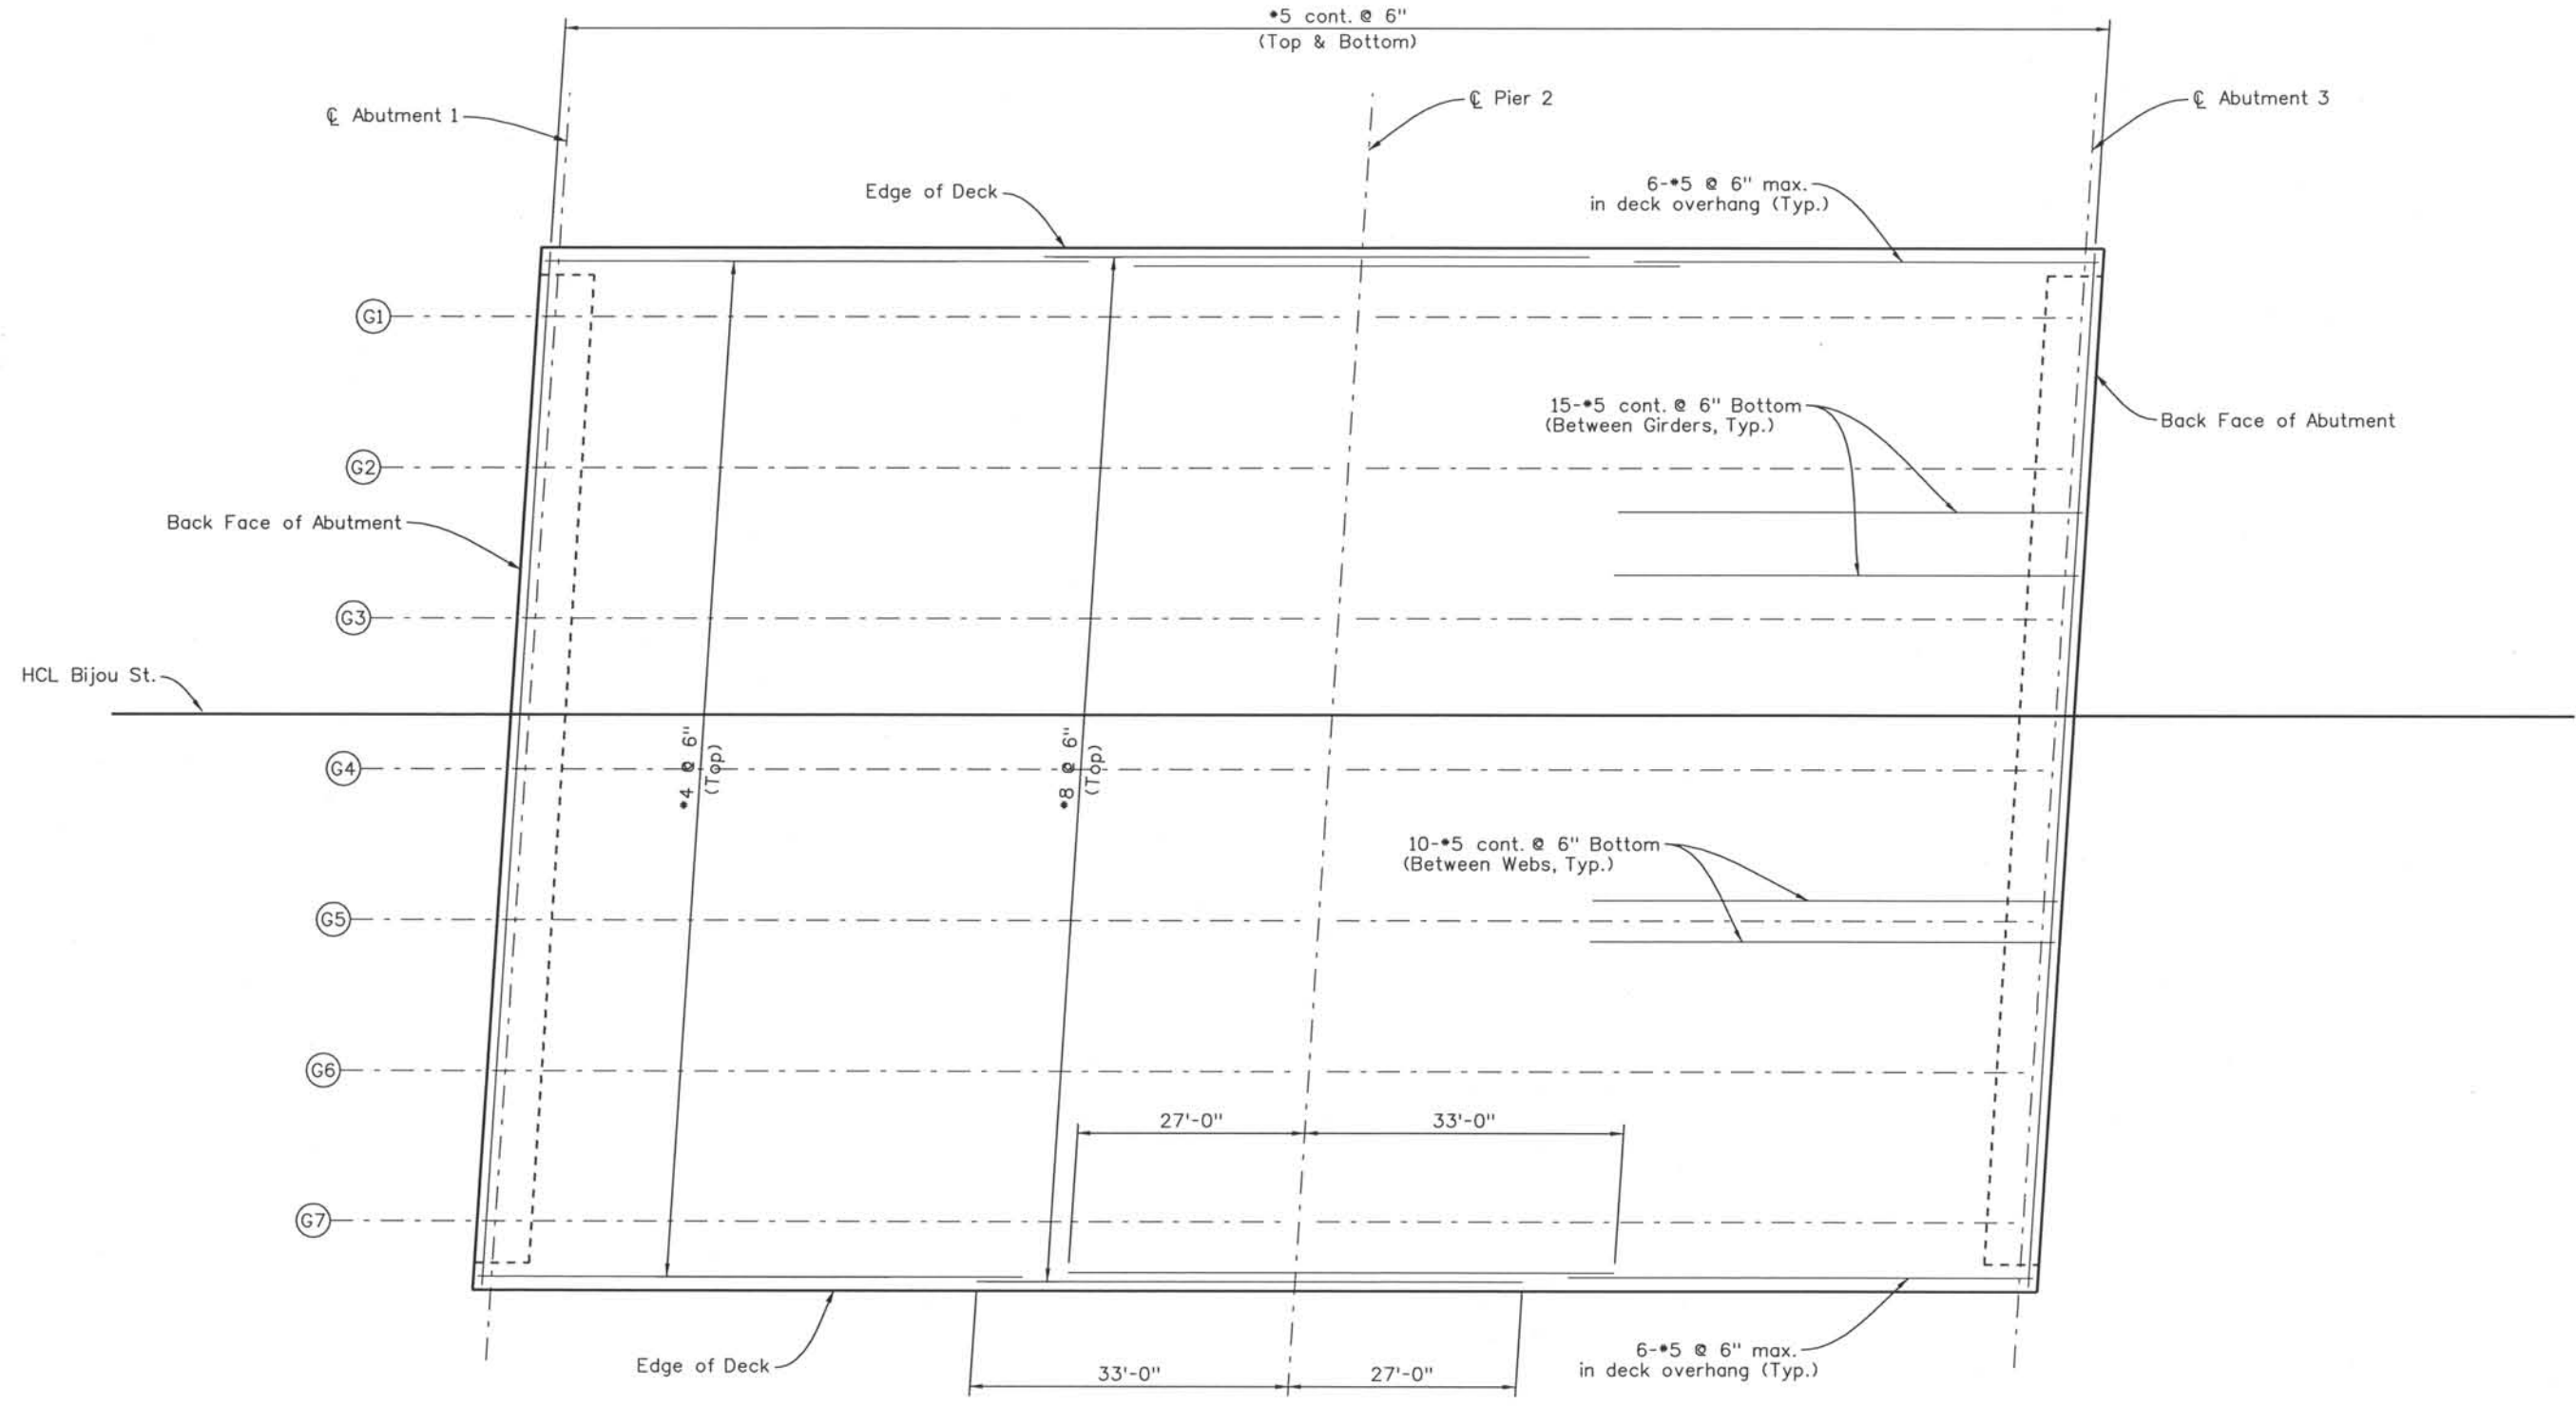 #5 cont. @ 6"
(Top & Bottom)
℄ Abutment 1
℄ Pier 2
℄ Abutment 3
Edge of Deck
6-#5 @ 6" max.
in deck overhang (Typ.)
G1
15-#5 cont. @ 6" Bottom
(Between Girders, Typ.)
Back Face of Abutment
G2
Back Face of Abutment
G3
HCL Bijou St.
#4 @ 6"
(Top)
#8 @ 6"
(Top)
G4
10-#5 cont. @ 6" Bottom
(Between Webs, Typ.)
G5
G6
27'-0"
33'-0"
G7
Edge of Deck
33'-0"
27'-0"
6-#5 @ 6" max.
in deck overhang (Typ.)